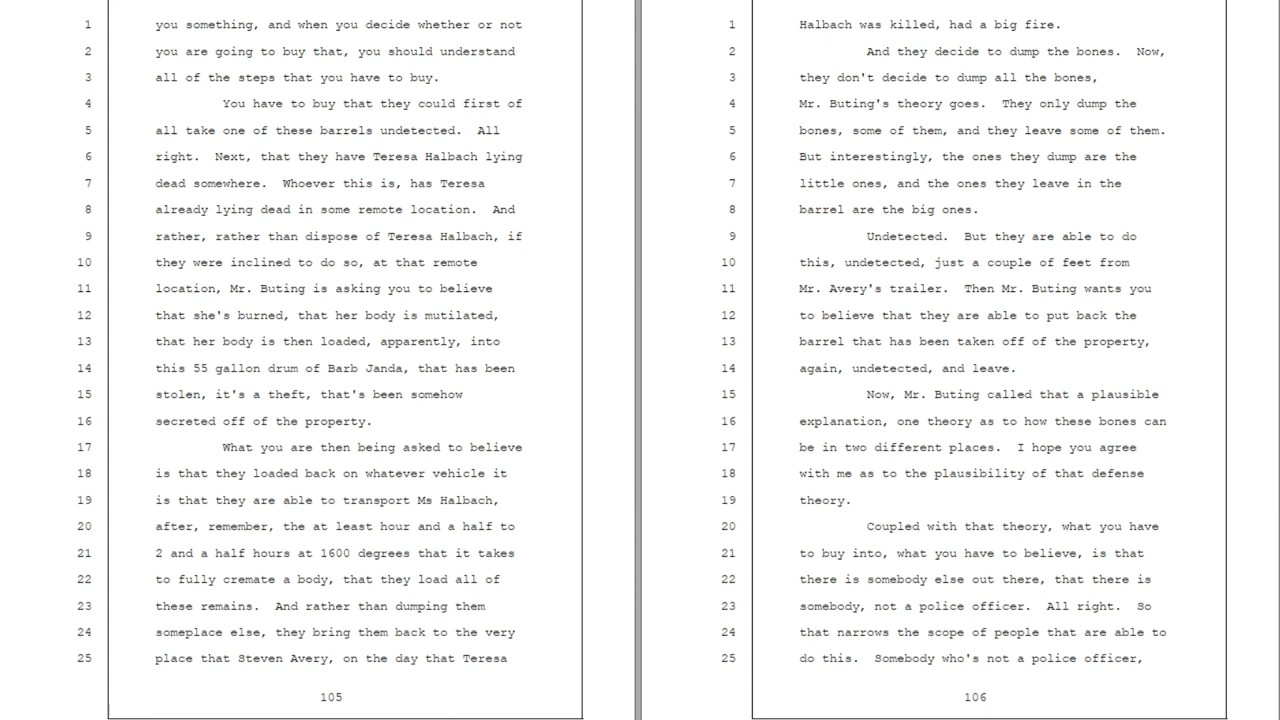 1 you something, and when you decide whether or not
2 you are going to buy that, you should understand
3 all of the steps that you have to buy.
4 You have to buy that they could first of
5 all take one of these barrels undetected.  All
6 right.  Next, that they have Teresa Halbach lying
7 dead somewhere.  Whoever this is, has Teresa
8 already lying dead in some remote location.  And
9 rather, rather than dispose of Teresa Halbach, if
10 they were inclined to do so, at that remote
11 location, Mr. Buting is asking you to believe
12 that she's burned, that her body is mutilated,
13 that her body is then loaded, apparently, into
14 this 55 gallon drum of Barb Janda, that has been
15 stolen, it's a theft, that's been somehow
16 secreted off of the property.
17 What you are then being asked to believe
18 is that they loaded back on whatever vehicle it
19 is that they are able to transport Ms Halbach,
20 after, remember, the at least hour and a half to
21 2 and a half hours at 1600 degrees that it takes
22 to fully cremate a body, that they load all of
23 these remains.  And rather than dumping them
24 someplace else, they bring them back to the very
25 place that Steven Avery, on the day that Teresa
105
1 Halbach was killed, had a big fire.
2 And they decide to dump the bones.  Now,
3 they don't decide to dump all the bones,
4 Mr. Buting's theory goes.  They only dump the
5 bones, some of them, and they leave some of them.
6 But interestingly, the ones they dump are the
7 little ones, and the ones they leave in the
8 barrel are the big ones.
9 Undetected.  But they are able to do
10 this, undetected, just a couple of feet from
11 Mr. Avery's trailer.  Then Mr. Buting wants you
12 to believe that they are able to put back the
13 barrel that has been taken off of the property,
14 again, undetected, and leave.
15 Now, Mr. Buting called that a plausible
16 explanation, one theory as to how these bones can
17 be in two different places.  I hope you agree
18 with me as to the plausibility of that defense
19 theory.
20 Coupled with that theory, what you have
21 to buy into, what you have to believe, is that
22 there is somebody else out there, that there is
23 somebody, not a police officer.  All right.  So
24 that narrows the scope of people that are able to
25 do this.  Somebody who's not a police officer,
106